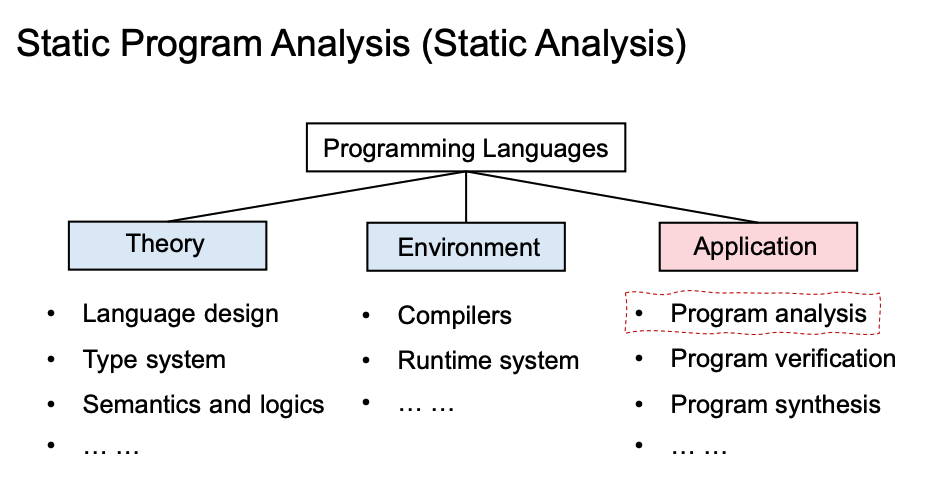 Static Program Analysis (Static Analysis)
Programming Languages
Theory
• Language design
• Type system
• Semantics and logics
• … …
Environment
• Compilers
• Runtime system
• … …
Application
• Program analysis
• Program verification
• Program synthesis
• … …